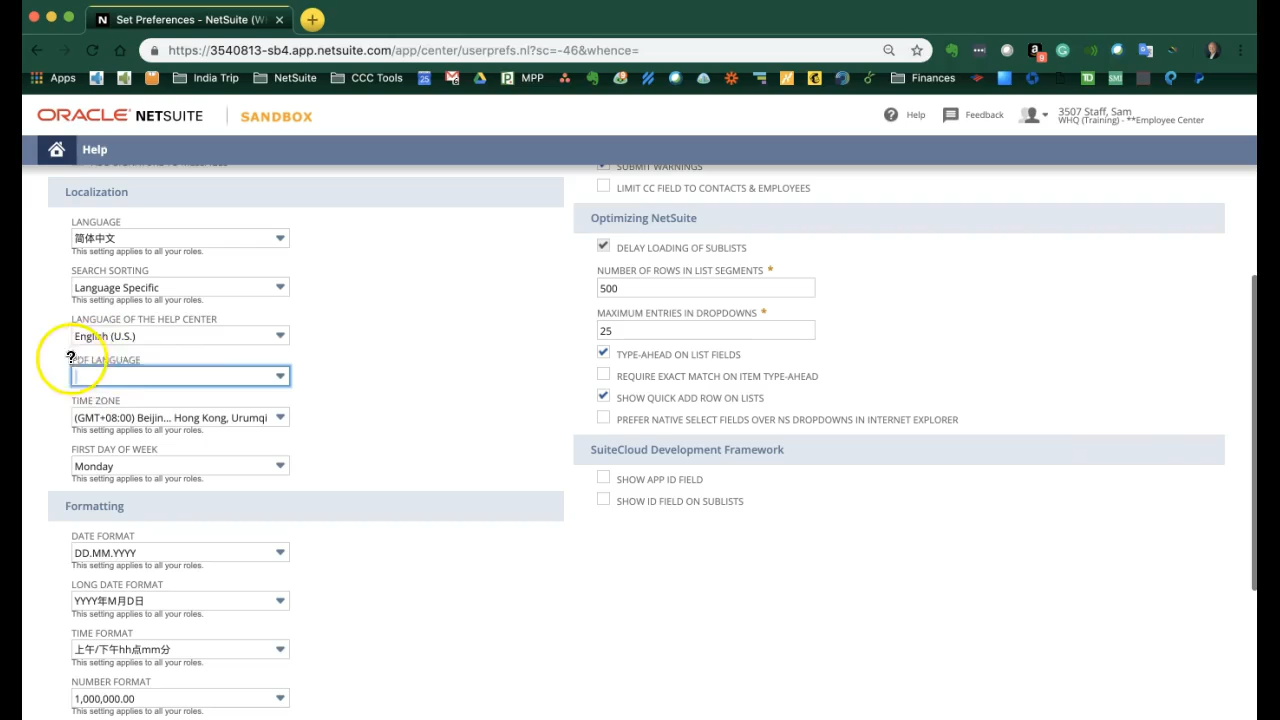 Set Preferences - NetSuite (W
https://3540813-sb4.app.netsuite.com/app/center/userprefs.nl?sc=-46&whence=
Apps
India Trip
NetSuite
CCC Tools
MPP
Finances
ORACLE NETSUITE
SANDBOX
Help
Feedback
3507 Staff, Sam
WHQ (Training) - **Employee Center
Help
Localization
LANGUAGE
简体中文
This setting applies to all your roles.
SEARCH SORTING
Language Specific
This setting applies to all your roles.
LANGUAGE OF THE HELP CENTER
English (U.S.)
PDF LANGUAGE
TIME ZONE
(GMT+08:00) Beijin... Hong Kong, Urumqi
This setting applies to all your roles.
FIRST DAY OF WEEK
Monday
This setting applies to all your roles.
Formatting
DATE FORMAT
DD.MM.YYYY
This setting applies to all your roles.
LONG DATE FORMAT
YYYY年M月D日
This setting applies to all your roles.
TIME FORMAT
上午/下午hh点mm分
This setting applies to all your roles.
NUMBER FORMAT
1,000,000.00
This setting applies to all your roles.
SUBMIT WARNINGS
LIMIT CC FIELD TO CONTACTS & EMPLOYEES
Optimizing NetSuite
DELAY LOADING OF SUBLISTS
NUMBER OF ROWS IN LIST SEGMENTS *
500
MAXIMUM ENTRIES IN DROPDOWNS *
25
TYPE-AHEAD ON LIST FIELDS
REQUIRE EXACT MATCH ON ITEM TYPE-AHEAD
SHOW QUICK ADD ROW ON LISTS
PREFER NATIVE SELECT FIELDS OVER NS DROPDOWNS IN INTERNET EXPLORER
SuiteCloud Development Framework
SHOW APP ID FIELD
SHOW ID FIELD ON SUBLISTS